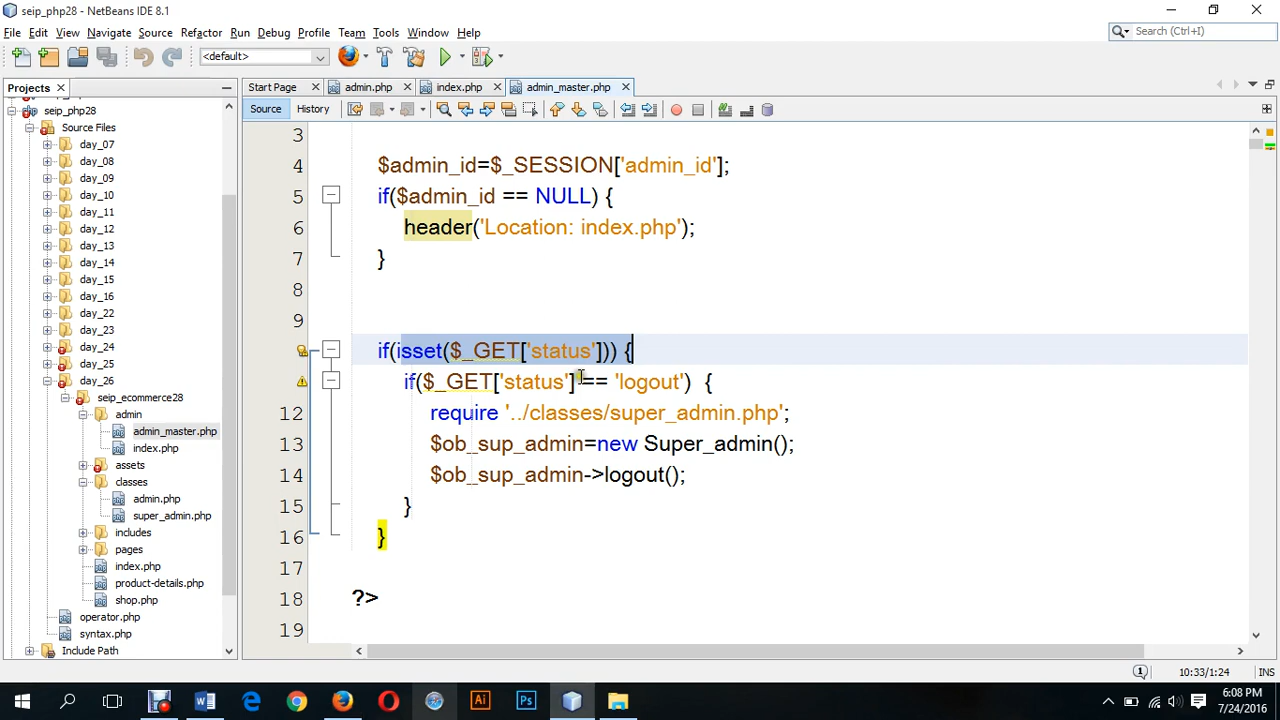 seip_php28 - NetBeans IDE 8.1
File Edit View Navigate Source Refactor Run Debug Profile Team Tools Window Help
Search (Ctrl+I)
<default>
Projects
Start Page admin.php index.php admin_master.php
Source History
seip_php28
Source Files
day_07
day_08
day_09
day_10
day_11
day_12
day_13
day_14
day_15
day_16
day_22
day_23
day_24
day_25
day_26
seip_ecommerce28
admin
admin_master.php
index.php
assets
classes
admin.php
super_admin.php
includes
pages
index.php
product-details.php
shop.php
operator.php
syntax.php
Include Path
3
4 $admin_id=$_SESSION['admin_id'];
5 if($admin_id == NULL) {
6 header('Location: index.php');
7 }
8
9
if(isset($_GET['status'])) {
if($_GET['status'] == 'logout') {
12 require '../classes/super_admin.php';
13 $ob_sup_admin=new Super_admin();
14 $ob_sup_admin->logout();
15 }
16 }
17
18 ?>
19
1
10:33/1:24
INS
6:08 PM
7/24/2016